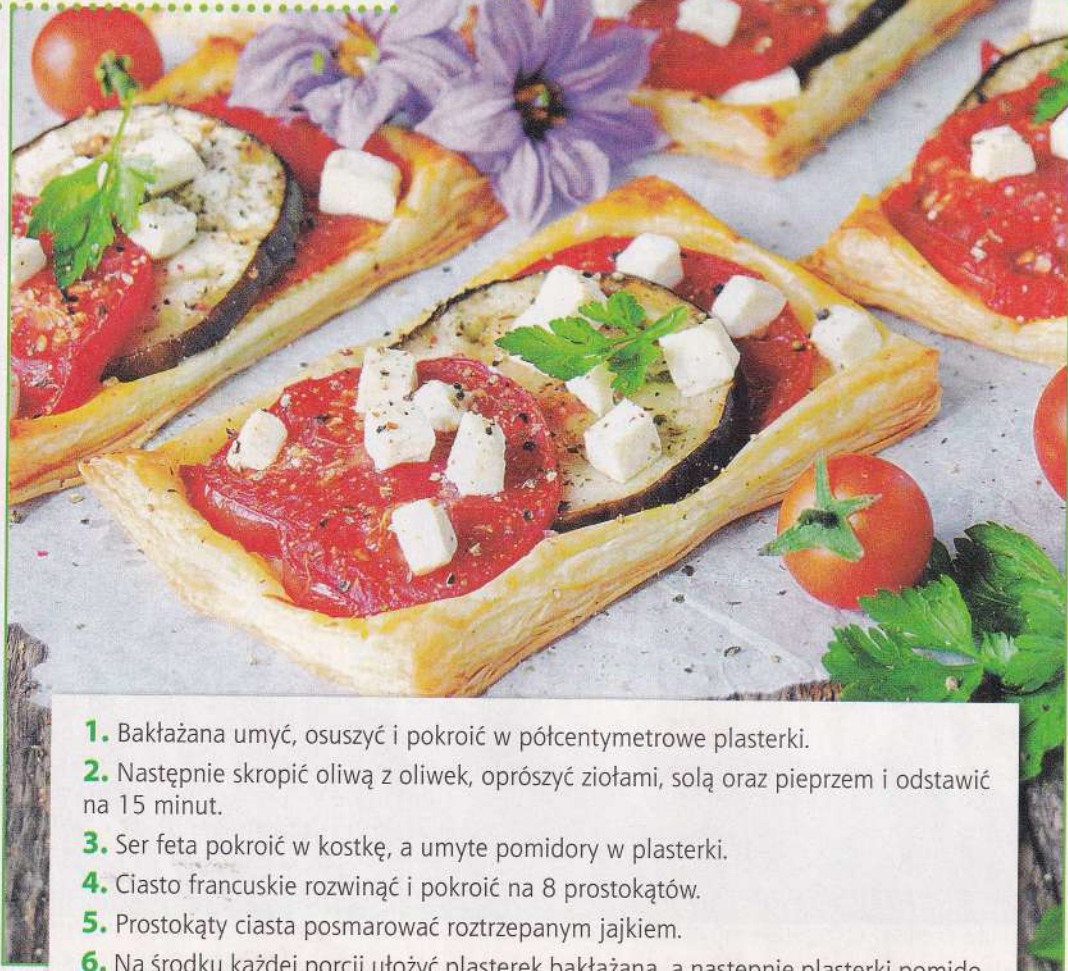 1. Bakłażana umyć, osuszyć i pokroić w półcentymetrowe plasterki.
2. Następnie skropić oliwą z oliwek, oprószyć ziołami, solą oraz pieprzem i odstawić
na 15 minut.
3. Ser feta pokroić w kostkę, a umyte pomidory w plasterki.
4. Ciasto francuskie rozwinąć i pokroić na 8 prostokątów.
5. Prostokąty ciasta posmarować roztrzepanym jajkiem.
6. Na środku każdej porcji ułożyć plasterek bakłażana, a następnie plasterki pomido-